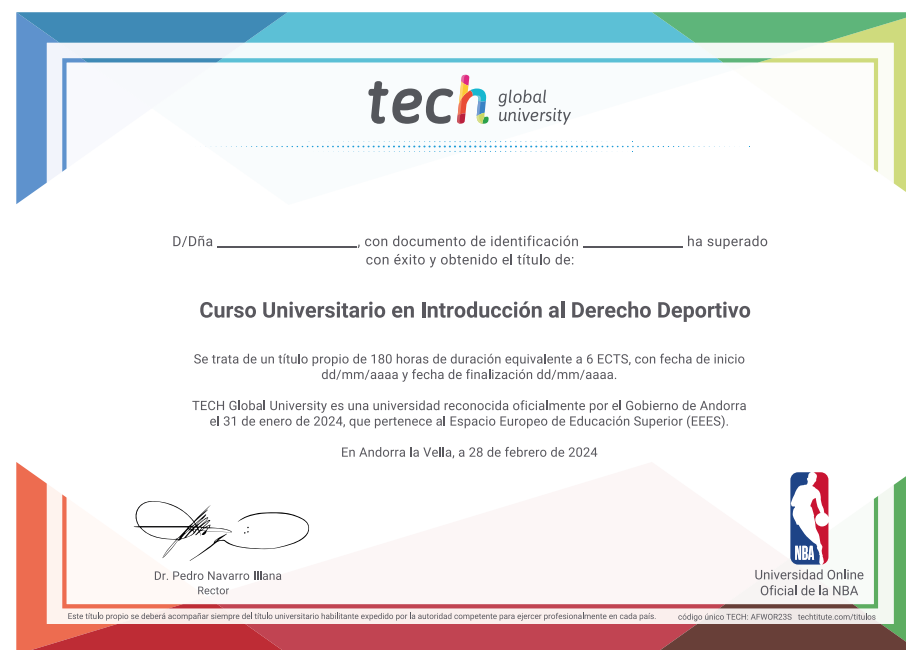 tech global university
D/Dña ____________, con documento de identificación ____________ ha superado
con éxito y obtenido el título de:
Curso Universitario en Introducción al Derecho Deportivo
Se trata de un título propio de 180 horas de duración equivalente a 6 ECTS, con fecha de inicio
dd/mm/aaaa y fecha de finalización dd/mm/aaaa.
TECH Global University es una universidad reconocida oficialmente por el Gobierno de Andorra
el 31 de enero de 2024, que pertenece al Espacio Europeo de Educación Superior (EEES).
En Andorra la Vella, a 28 de febrero de 2024
Dr. Pedro Navarro Illana
Rector
NBA
Universidad Online
Oficial de la NBA
Este título propio se deberá acompañar siempre del título universitario habilitante expedido por la autoridad competente para ejercer profesionalmente en cada país.
código único TECH: AFWOR23S techtitute.com/titulos